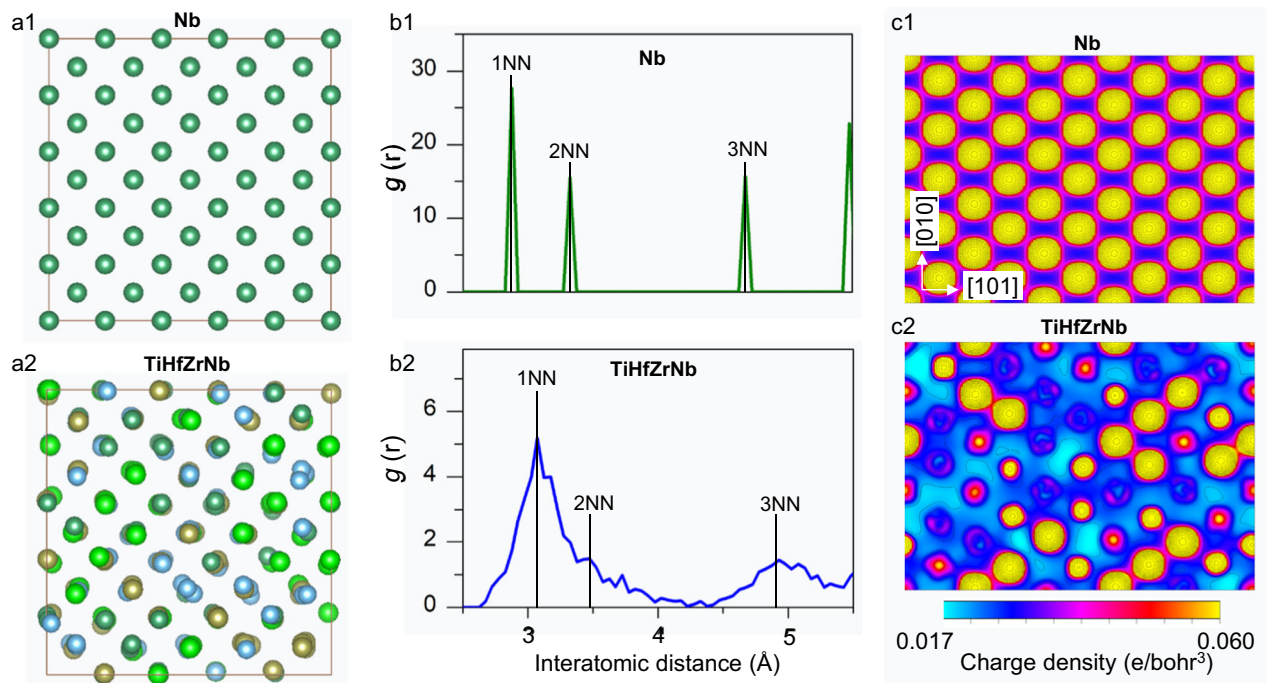 a1
Nb
b1
Nb
1NN
2NN
3NN
30
20
10
0
g (r)
c1
Nb
[010]
[101]
a2
TiHfZrNb
b2
TiHfZrNb
1NN
2NN
3NN
6
4
2
0
g (r)
3
4
5
Interatomic distance (Å)
c2
TiHfZrNb
0.017
0.060
Charge density (e/bohr³)